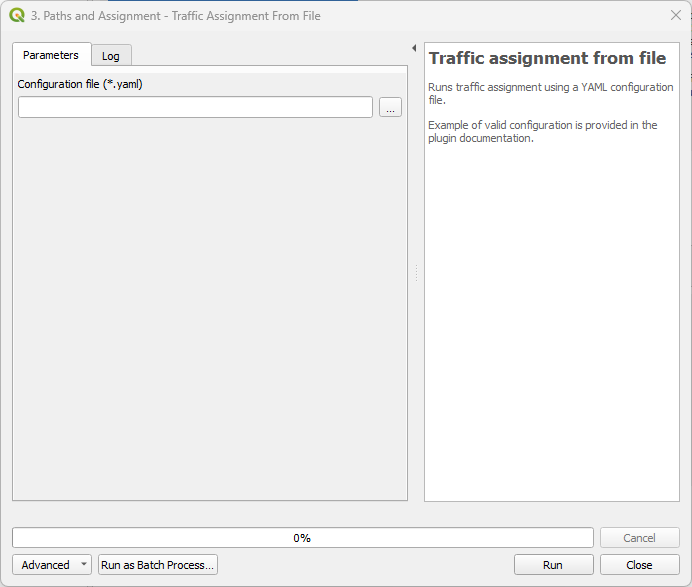 3. Paths and Assignment - Traffic Assignment From File
Parameters
Log
Configuration file (*.yaml)
...
Traffic assignment from file
Runs traffic assignment using a YAML configuration
file.
Example of valid configuration is provided in the
plugin documentation.
0%
Cancel
Advanced
Run as Batch Process...
Run
Close